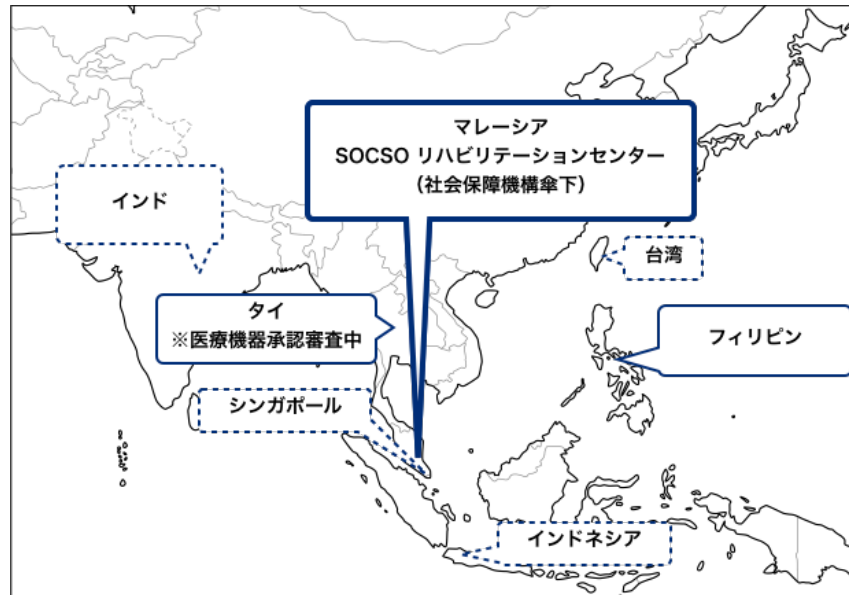 マレーシア
SOCSO リハビリテーションセンター
（社会保障機構傘下）
インド
台湾
タイ
※医療機器承認審査中
フィリピン
シンガポール
インドネシア